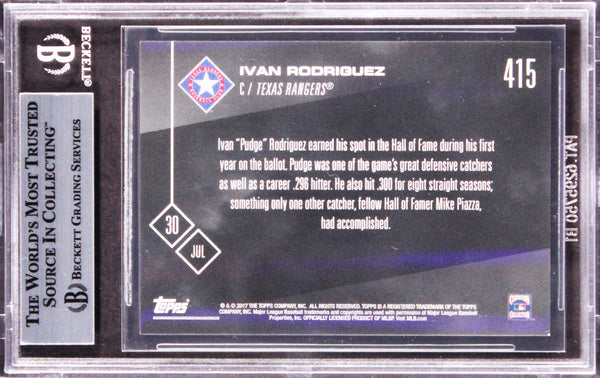 BECKETT®
THE WORLD'S MOST TRUSTED
SOURCE IN COLLECTING™
BECKETT GRADING SERVICES
IVAN RODRIGUEZ
C / TEXAS RANGERS®
415
Ivan "Pudge" Rodriguez earned his spot in the Hall of Fame during his first
year on the ballot. Pudge was one of the game's great defensive catchers
as well as a career .296 hitter. He also hit .300 for eight straight seasons;
something only one other catcher, fellow Hall of Famer Mike Piazza,
had accomplished.
30
JUL
topps
® & © 2017 THE TOPPS COMPANY, INC. ALL RIGHTS RESERVED. TOPPS IS A REGISTERED TRADEMARK OF THE TOPPS
COMPANY, INC. Major League Baseball trademarks and copyrights are used with permission of Major League Baseball
Properties, Inc. OFFICIALLY LICENSED PRODUCT OF MLBP. Visit MLB.com